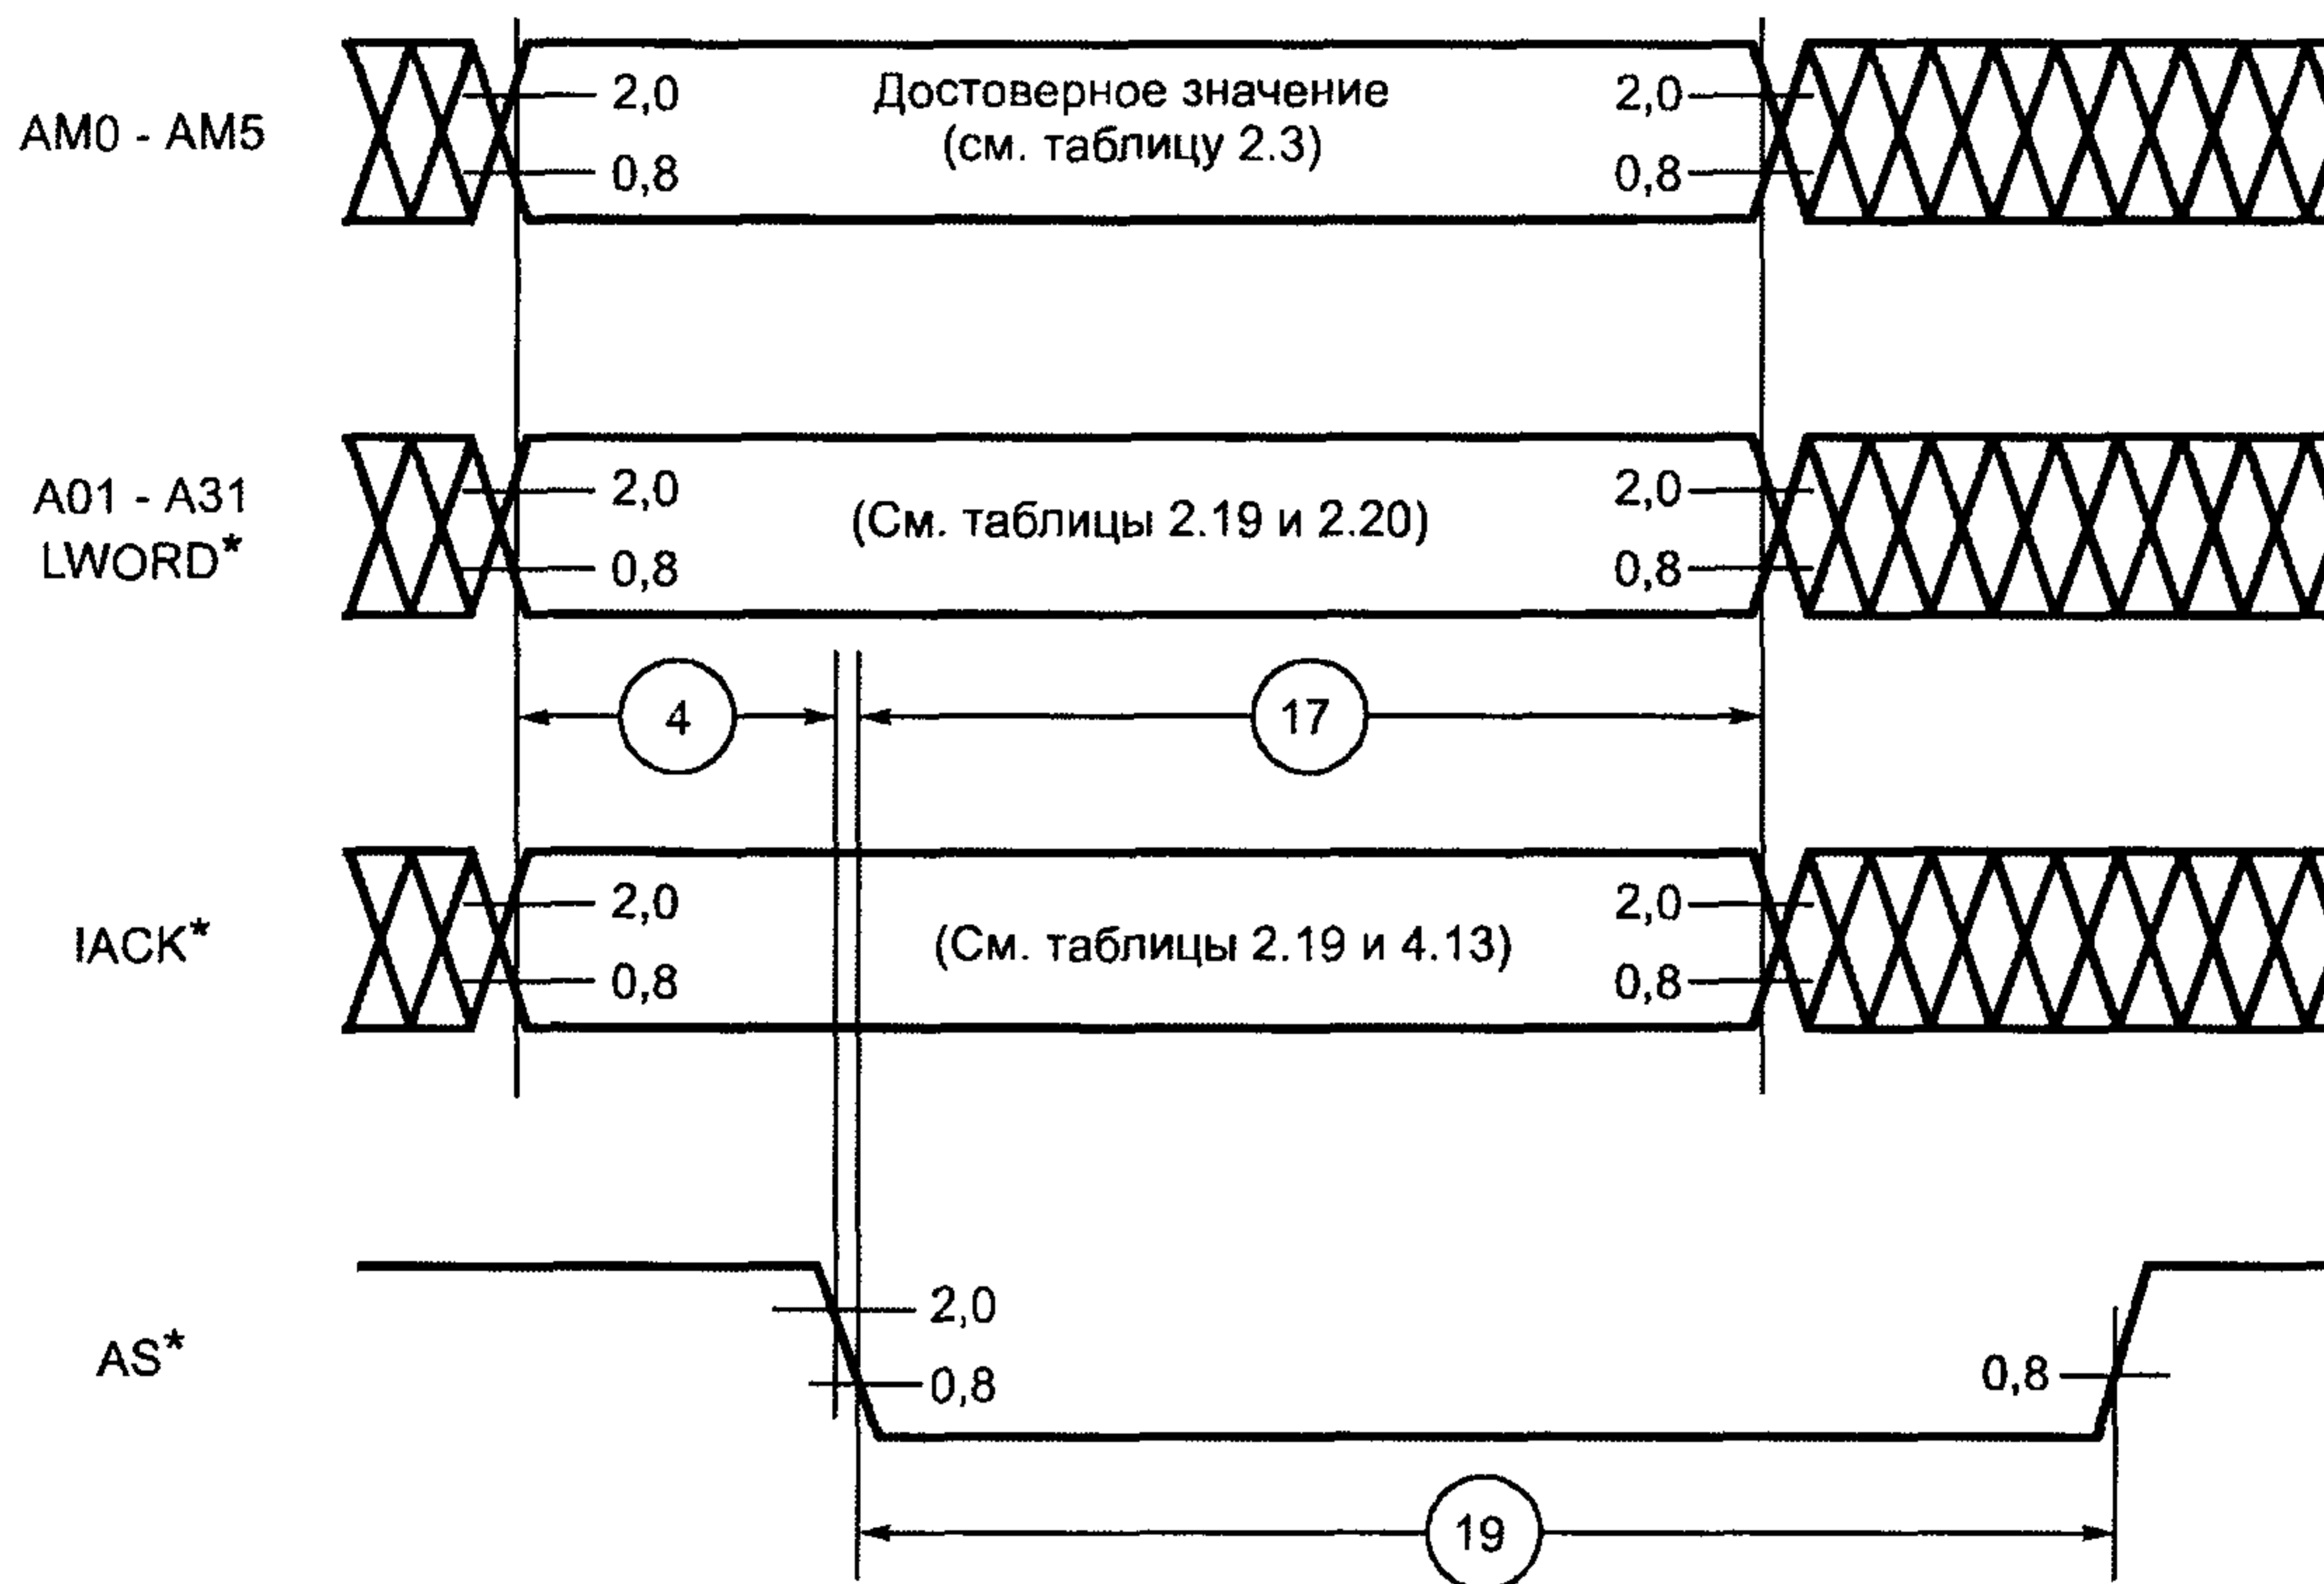 AM0 - AM5
2,0
Достоверное значение
2,0
0,8
(см. таблицу 2.3)
0,8
A01 - A31
LWORD*
2,0
(См. таблицы 2.19 и 2.20)
2,0
0,8
0,8
4
17
IACK*
2,0
(См. таблицы 2.19 и 4.13)
2,0
0,8
0,8
AS*
2,0
0,8
0,8
19